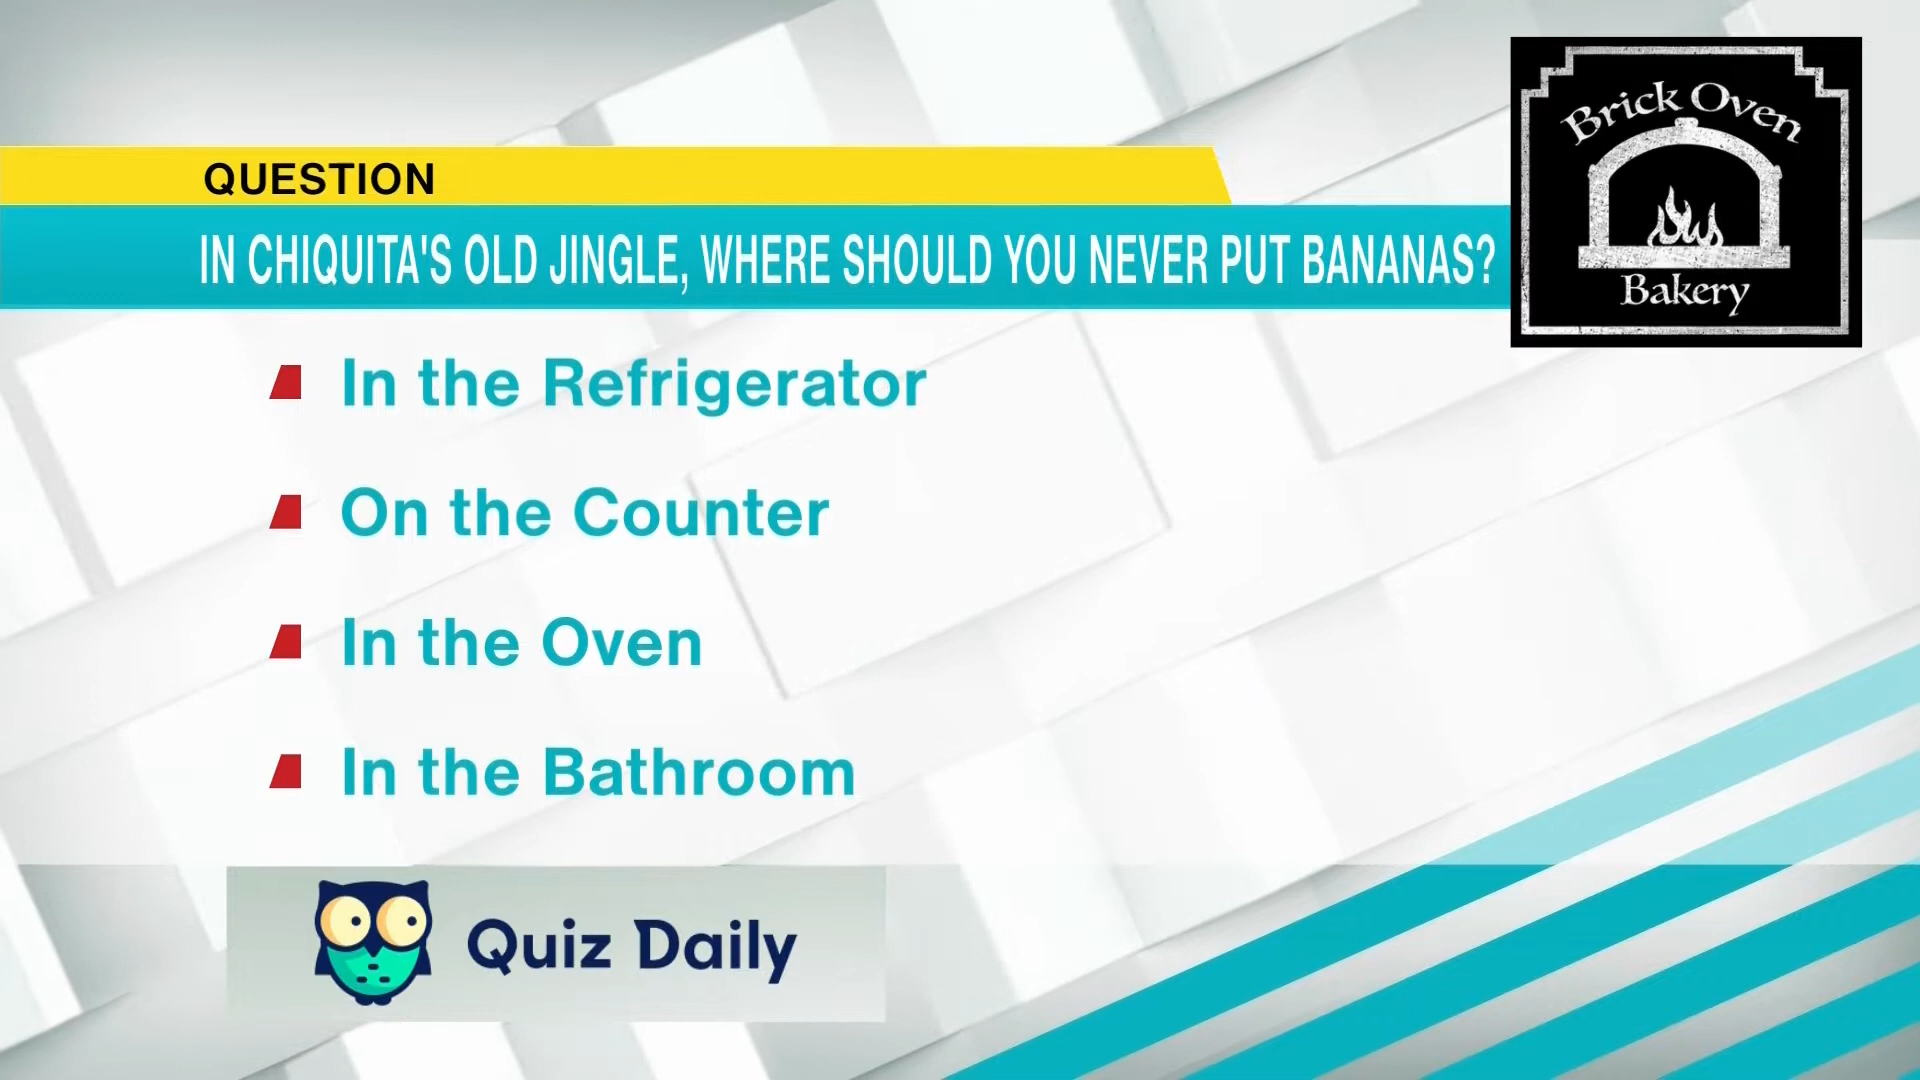 Brick Oven
Bakery
QUESTION
IN CHIQUITA'S OLD JINGLE, WHERE SHOULD YOU NEVER PUT BANANAS?
In the Refrigerator
On the Counter
In the Oven
In the Bathroom
Quiz Daily